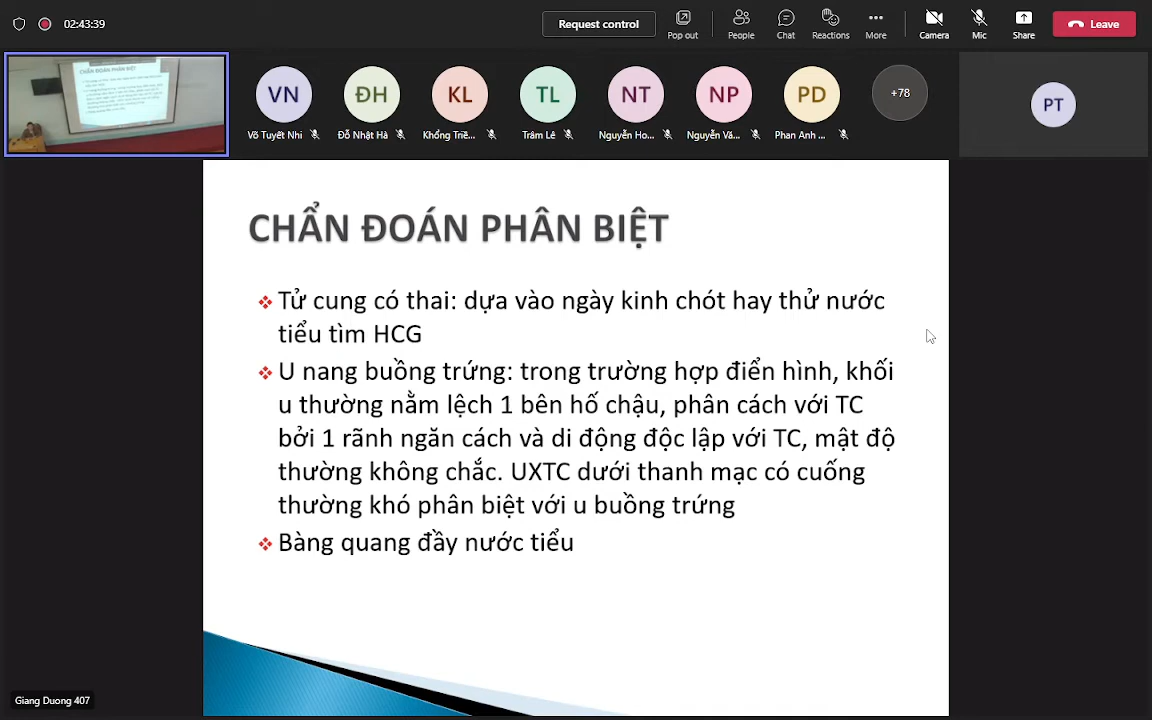 02:43:39
Request control
Pop out
People
Chat
Reactions
More
Camera
Mic
Share
Leave
CHẨN ĐOÁN PHÂN BIỆT
VN
ĐH
KL
TL
NT
NP
PD
+78
PT
Võ Tuyết Nhi
Đỗ Nhật Hà
Khổng Triề...
Trâm Lê
Nguyễn Ho...
Nguyễn Vă...
Phan Anh ...
CHẨN ĐOÁN PHÂN BIỆT
Tử cung có thai: dựa vào ngày kinh chót hay thử nước
tiểu tìm HCG
U nang buồng trứng: trong trường hợp điển hình, khối
u thường nằm lệch 1 bên hố chậu, phân cách với TC
bởi 1 rãnh ngăn cách và di động độc lập với TC, mật độ
thường không chắc. UXTC dưới thanh mạc có cuống
thường khó phân biệt với u buồng trứng
Bàng quang đầy nước tiểu
Giang Duong 407